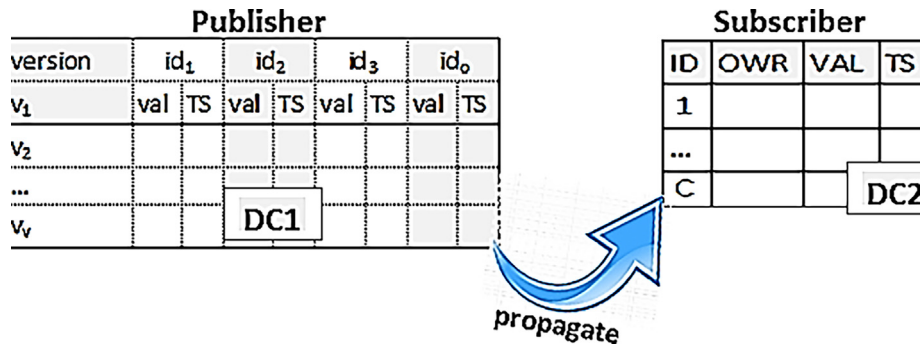 Publisher
version id₁ id₂ id₃ idₒ
v₁ val TS val TS val TS val TS
v₂
...
vᵥ
DC1
propagate
Subscriber
ID OWR VAL TS
1
...
C
DC2